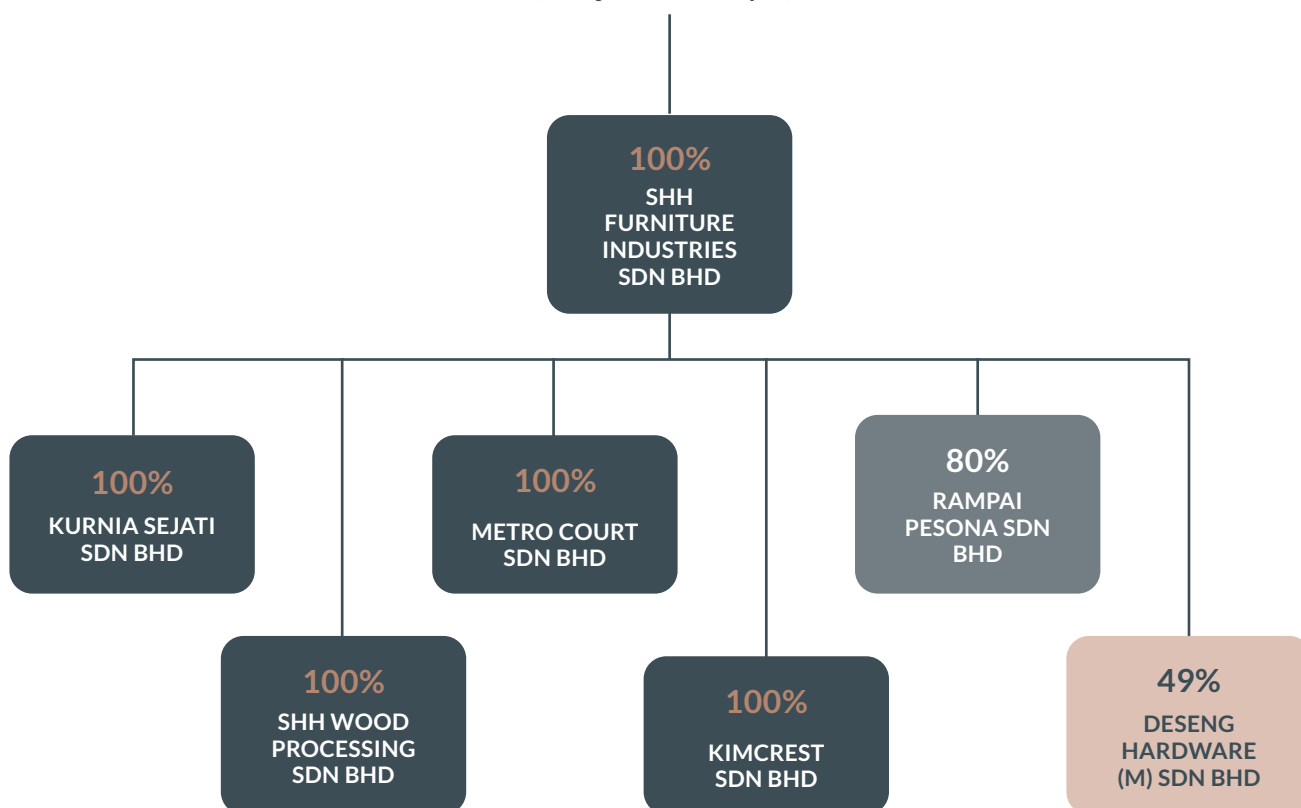 100%
SHH
FURNITURE
INDUSTRIES
SDN BHD
100%
KURNIA SEJATI
SDN BHD
100%
METRO COURT
SDN BHD
80%
RAMPAI
PESONA SDN
BHD
100%
SHH WOOD
PROCESSING
SDN BHD
100%
KIMCREST
SDN BHD
49%
DESENG
HARDWARE
(M) SDN BHD